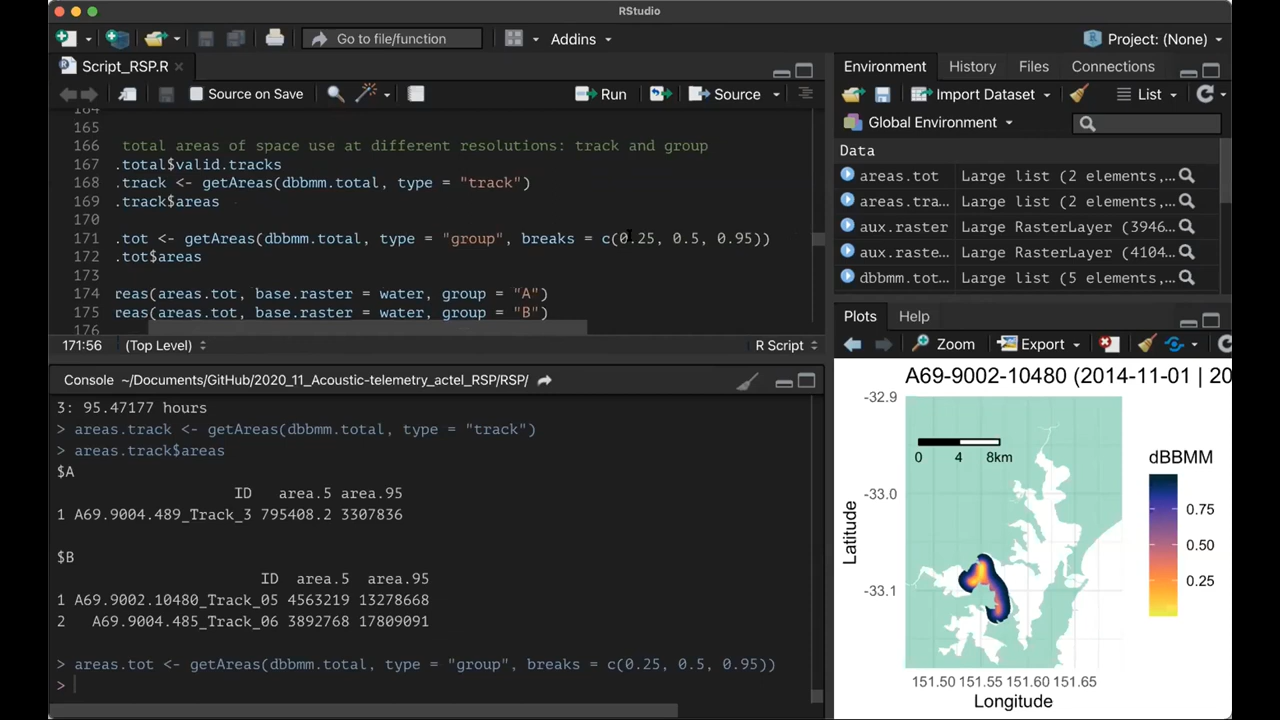 RStudio
Go to file/function
Addins
Project: (None)
Script_RSP.R
Source on Save
Run
Source
164
165
166 total areas of space use at different resolutions: track and group
167 .total$valid.tracks
168 .track <- getAreas(dbbmm.total, type = "track")
169 .track$areas
170
171 .tot <- getAreas(dbbmm.total, type = "group", breaks = c(0.25, 0.5, 0.95))
172 .tot$areas
173
174 reas(areas.tot, base.raster = water, group = "A")
175 reas(areas.tot, base.raster = water, group = "B")
176
171:56 (Top Level) R Script
Console ~/Documents/GitHub/2020_11_Acoustic-telemetry_actel_RSP/RSP/
3: 95.47177 hours
> areas.track <- getAreas(dbbmm.total, type = "track")
> areas.track$areas
$A
ID area.5 area.95
1 A69.9004.489_Track_3 795408.2 3307836
$B
ID area.5 area.95
1 A69.9002.10480_Track_05 4563219 13278668
2 A69.9004.485_Track_06 3892768 17809091
> areas.tot <- getAreas(dbbmm.total, type = "group", breaks = c(0.25, 0.5, 0.95))
>
Environment History Files Connections
Import Dataset List
Global Environment
Data
areas.tot Large list (2 elements,…
areas.tra… Large list (2 elements,…
aux.raster Large RasterLayer (3946…
aux.raste… Large RasterLayer (4104…
dbbmm.tot… Large list (5 elements,…
Plots Help
Zoom Export
A69-9002-10480 (2014-11-01 | 20
-32.9
-33.0
-33.1
Latitude
0 4 8km
dBBMM
0.75
0.50
0.25
151.50 151.55 151.60 151.65
Longitude